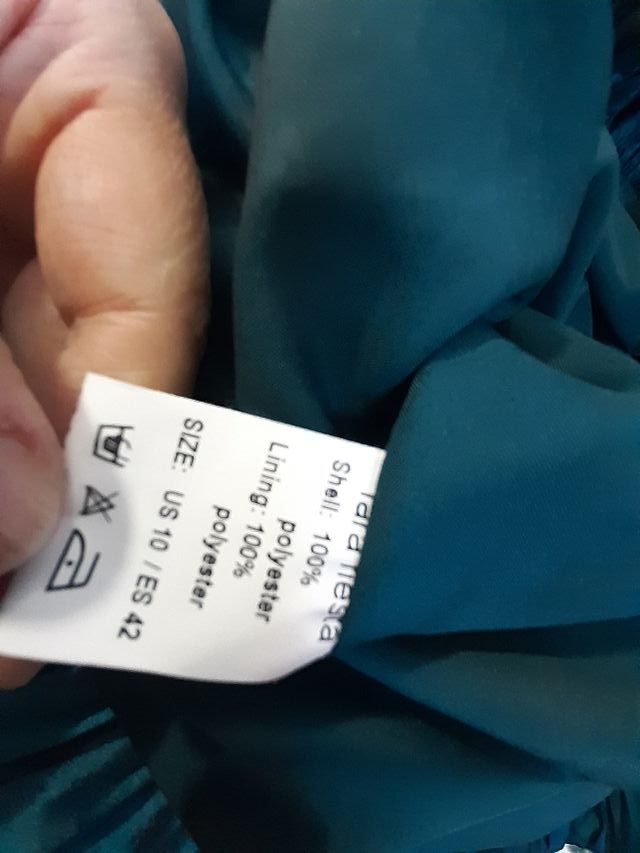 Shell: 100%
polyester
Lining: 100%
polyester
SIZE: US 10 / ES 42